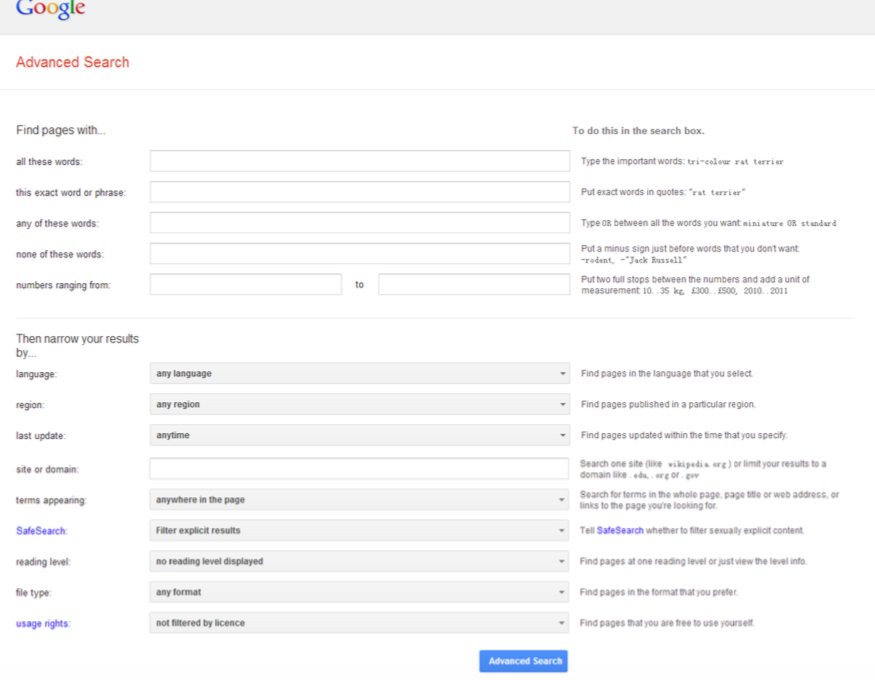 Google
Advanced Search
Find pages with...
To do this in the search box.
all these words:
Type the important words: tri-colour rat terrier
this exact word or phrase:
Put exact words in quotes: "rat terrier"
any of these words:
Type OR between all the words you want: miniature OR standard
none of these words:
Put a minus sign just before words that you don't want:
-rodent, -"Jack Russell"
numbers ranging from:
to
Put two full stops between the numbers and add a unit of
measurement: 10..35 kg, £300..£500, 2010..2011
Then narrow your results
by...
language:
any language
Find pages in the language that you select.
region:
any region
Find pages published in a particular region.
last update:
anytime
Find pages updated within the time that you specify.
site or domain:
Search one site (like wikipedia.org) or limit your results to a
domain like .edu, .org or .gov
terms appearing:
anywhere in the page
Search for terms in the whole page, page title or web address, or
links to the page you're looking for.
SafeSearch:
Filter explicit results
Tell SafeSearch whether to filter sexually explicit content.
reading level:
no reading level displayed
Find pages at one reading level or just view the level info.
file type:
any format
Find pages in the format that you prefer.
usage rights:
not filtered by licence
Find pages that you are free to use yourself.
Advanced Search